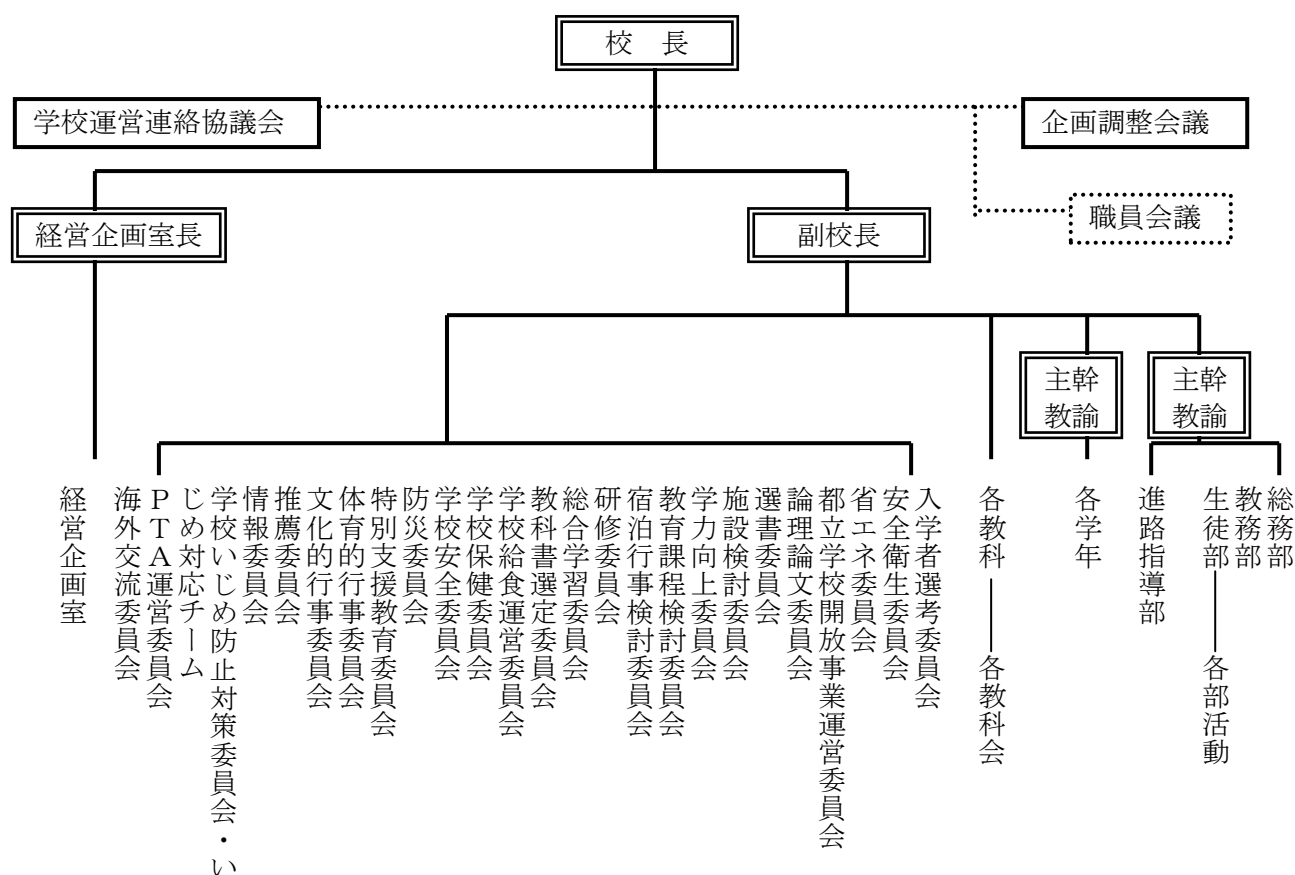 校　長
学校運営連絡協議会
企画調整会議
職員会議
経営企画室長
副校長
主幹
教諭
主幹
教諭
総務部
教務部
生徒部
各部活動
進路指導部
各学年
各教科
各教科会
入学者選考委員会
安全衛生委員会
省エネ委員会
都立学校開放事業運営委員会
論理論文委員会
選書委員会
施設検討委員会
学力向上委員会
教育課程検討委員会
宿泊行事検討委員会
研修委員会
総合学習委員会
教科書選定委員会
学校給食運営委員会
学校保健委員会
学校安全委員会
防災委員会
特別支援教育委員会
体育的行事委員会
文化的行事委員会
推薦委員会
情報委員会
学校いじめ防止対策委員会・い
じめ対応チーム
ＰＴＡ運営委員会
海外交流委員会
経営企画室